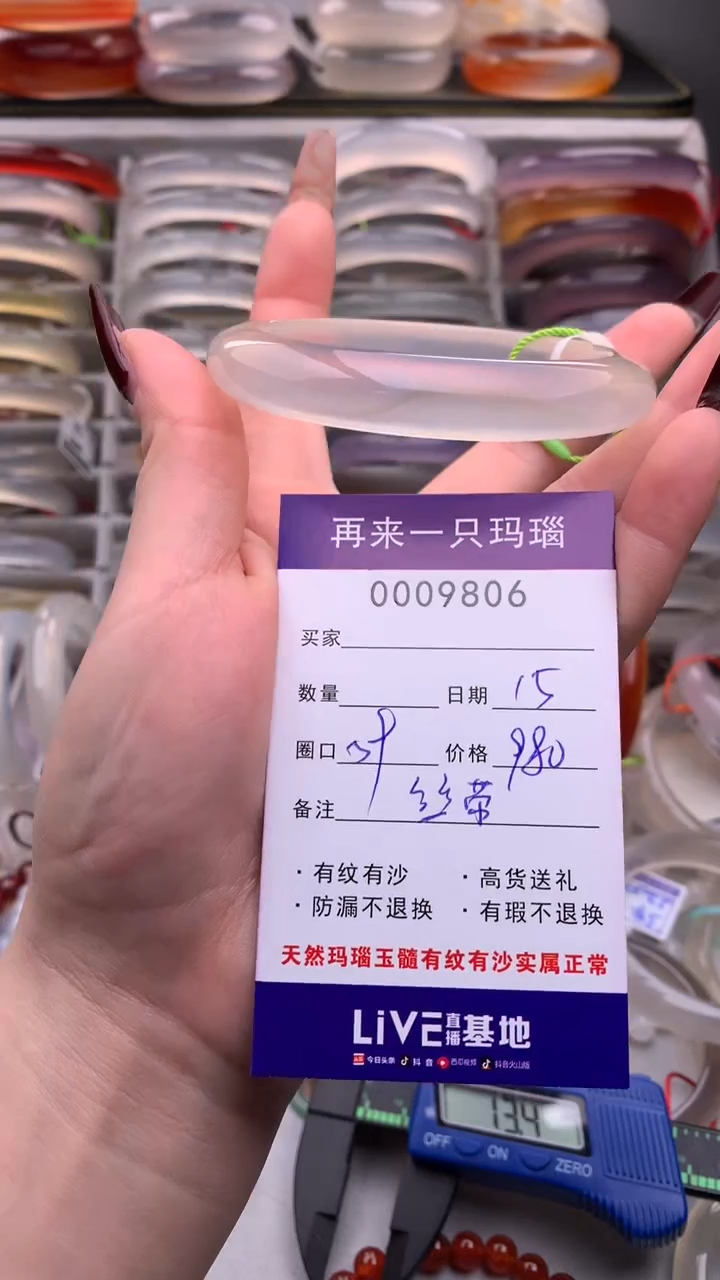 再来一只玛瑙
0009806
买家
数量 日期 15
圈口 59 价格 980
备注 丝带
· 有纹有沙 · 高货送礼
· 防漏不退换 · 有瑕不退换
天然玛瑙玉髓有纹有沙实属正常
LiVE直播基地
今日头条 抖音 西瓜视频 抖音火山版
13.4
OFF ON ZERO